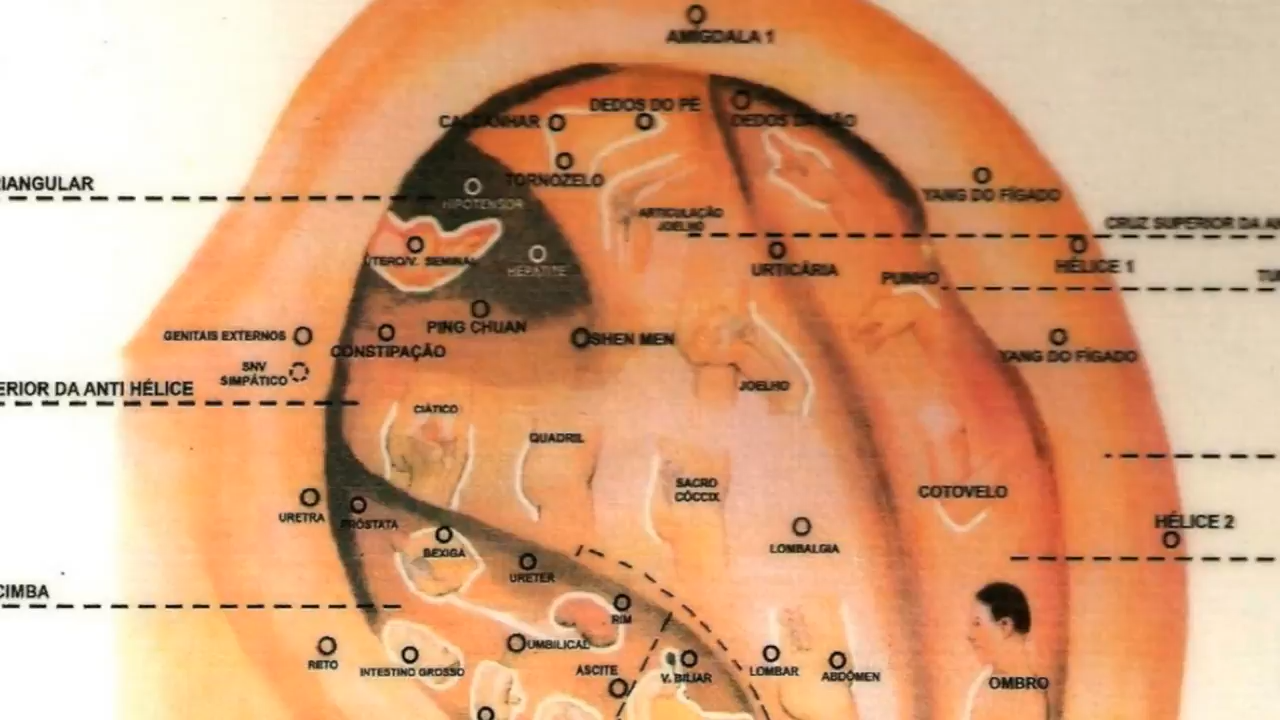 AMÍGDALA 1
DEDOS DO PÉ
CALCANHAR
DEDOS DA MÃO
TORNOZELO
RIANGULAR
HIPOTENSOR
YANG DO FÍGADO
ARTICULAÇÃO
JOELHO
CRUZ SUPERIOR DA A
ÚTERO/V. SEMINAL
HEPATITE
URTICÁRIA
HÉLICE 1
PUNHO
PING CHUAN
GENITAIS EXTERNOS
SHEN MEN
CONSTIPAÇÃO
YANG DO FÍGADO
SNV
SIMPÁTICO
ERIOR DA ANTI HÉLICE
JOELHO
CIÁTICO
QUADRIL
SACRO
CÓCCIX
COTOVELO
URETRA
PRÓSTATA
HÉLICE 2
BEXIGA
LOMBALGIA
URETER
CIMBA
RIM
UMBILICAL
RETO
INTESTINO GROSSO
ASCITE
V. BILIAR
LOMBAR
ABDÔMEN
OMBRO